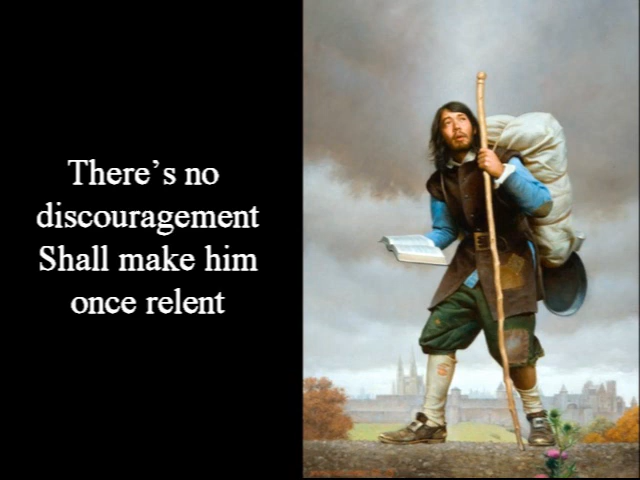 There’s no
discouragement
Shall make him
once relent